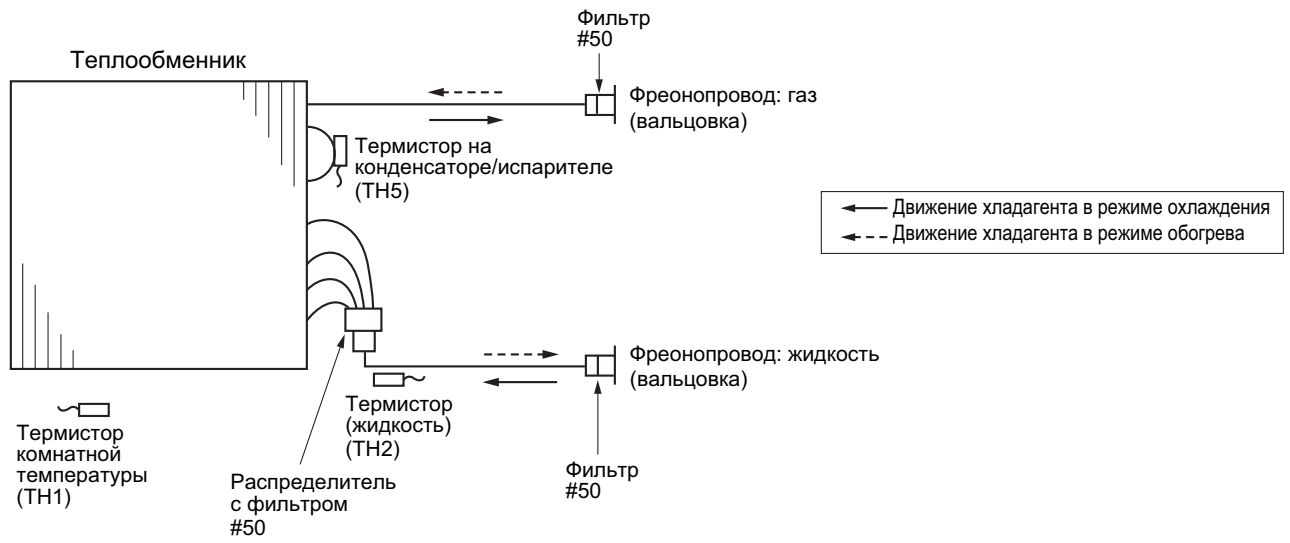 Фильтр
#50
Теплообменник
Фреонопровод: газ
(вальцовка)
Термистор на
конденсаторе/испарителе
(TH5)
Движение хладагента в режиме охлаждения
Движение хладагента в режиме обогрева
Фреонопровод: жидкость
(вальцовка)
Термистор
(жидкость)
(TH2)
Термистор
комнатной
температуры
(TH1)
Распределитель
с фильтром
#50
Фильтр
#50